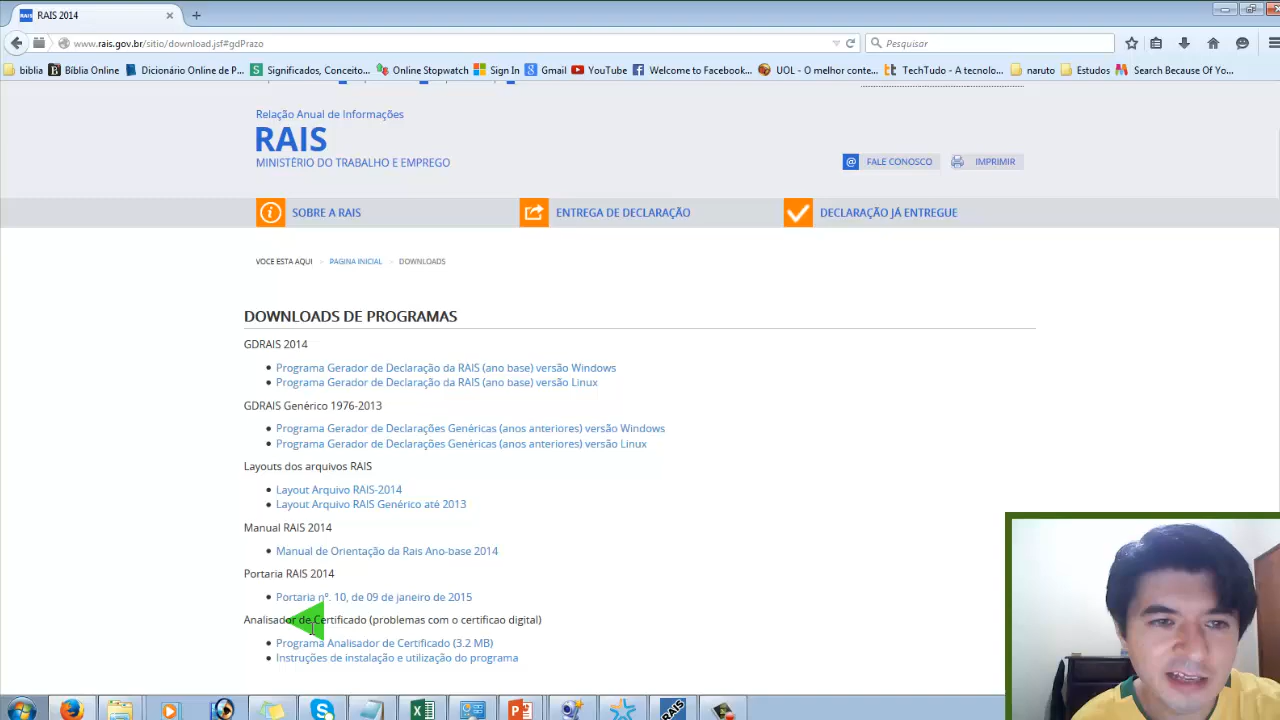 RAIS RAIS 2014
www.rais.gov.br/sitio/download.jsf#gdPrazo
Pesquisar
biblia
Bíblia Online
Dicionário Online de P...
Significados, Conceito...
Online Stopwatch
Sign In
Gmail
YouTube
Welcome to Facebook...
UOL - O melhor conte...
TechTudo - A tecnolo...
naruto
Estudos
Search Because Of Yo...
Relação Anual de Informações
RAIS
MINISTÉRIO DO TRABALHO E EMPREGO
@ FALE CONOSCO
IMPRIMIR
SOBRE A RAIS
ENTREGA DE DECLARAÇÃO
DECLARAÇÃO JÁ ENTREGUE
VOCE ESTA AQUI
PAGINA INICIAL
DOWNLOADS
DOWNLOADS DE PROGRAMAS
GDRAIS 2014
Programa Gerador de Declaração da RAIS (ano base) versão Windows
Programa Gerador de Declaração da RAIS (ano base) versão Linux
GDRAIS Genérico 1976-2013
Programa Gerador de Declarações Genéricas (anos anteriores) versão Windows
Programa Gerador de Declarações Genéricas (anos anteriores) versão Linux
Layouts dos arquivos RAIS
Layout Arquivo RAIS-2014
Layout Arquivo RAIS Genérico até 2013
Manual RAIS 2014
Manual de Orientação da Rais Ano-base 2014
Portaria RAIS 2014
Portaria nº. 10, de 09 de janeiro de 2015
Analisador de Certificado (problemas com o certificao digital)
Programa Analisador de Certificado (3.2 MB)
Instruções de instalação e utilização do programa
RAIS